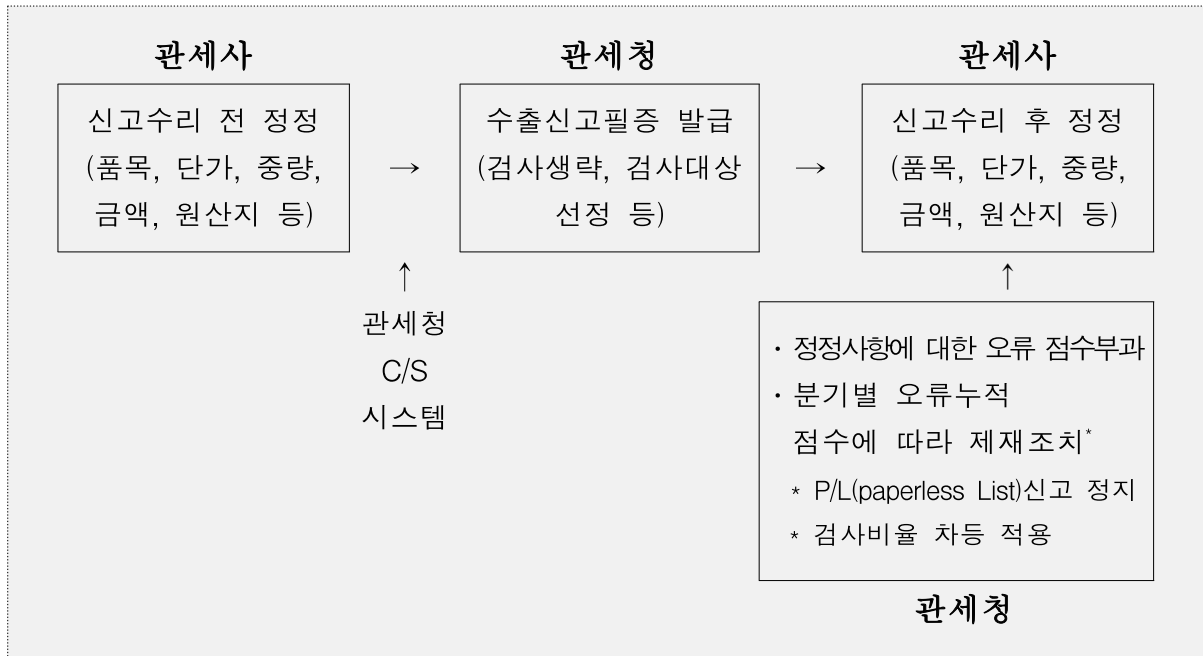 관세사
신고수리 전 정정
(품목, 단가, 중량,
금액, 원산지 등)
→
관세청
C/S
시스템
↑
관세청
수출신고필증 발급
(검사생략, 검사대상
선정 등)
→
관세사
신고수리 후 정정
(품목, 단가, 중량,
금액, 원산지 등)
↑
· 정정사항에 대한 오류 점수부과
· 분기별 오류누적
점수에 따라 제재조치*
* P/L(paperless List)신고 정지
* 검사비율 차등 적용
관세청